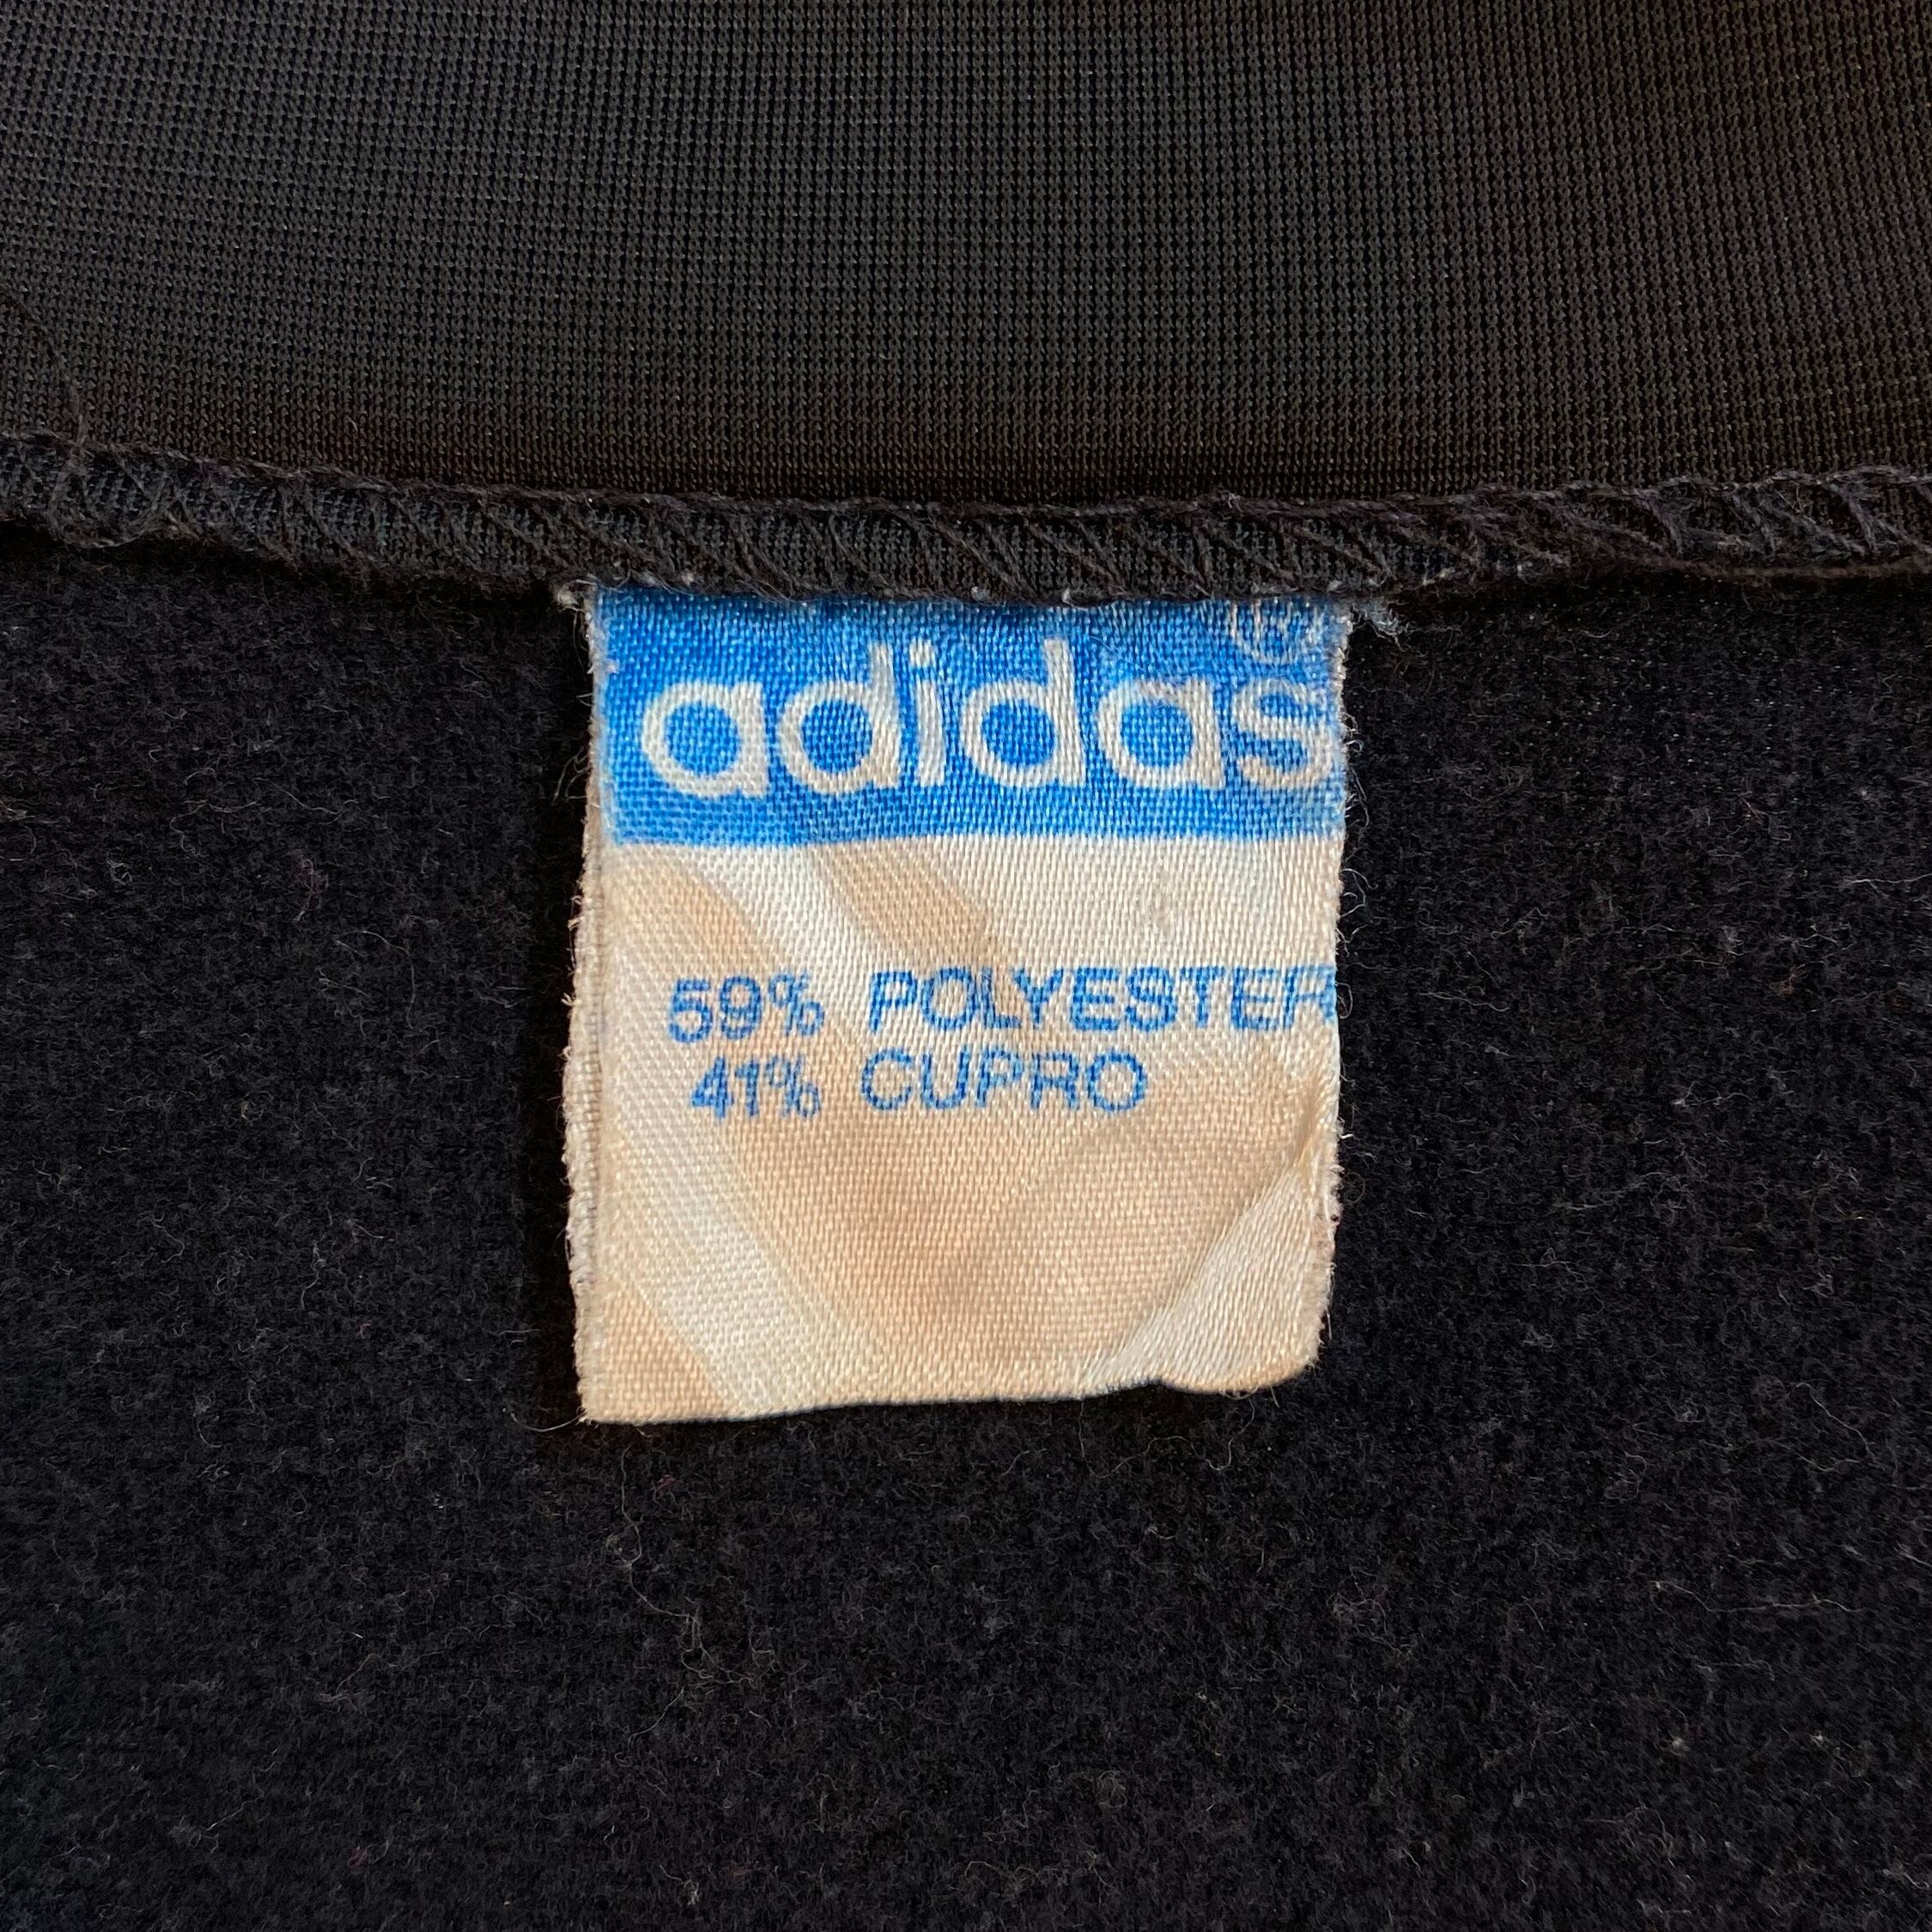 adidas®
59% POLYESTER
41% CUPRO